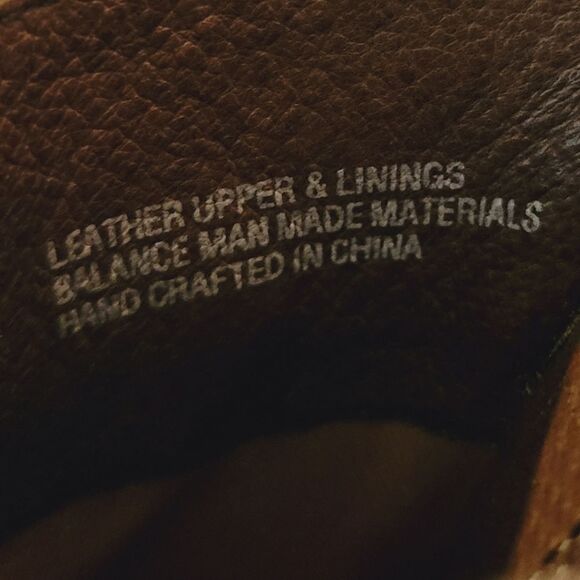 LEATHER UPPER & LININGS
BALANCE MAN MADE MATERIALS
HAND CRAFTED IN CHINA